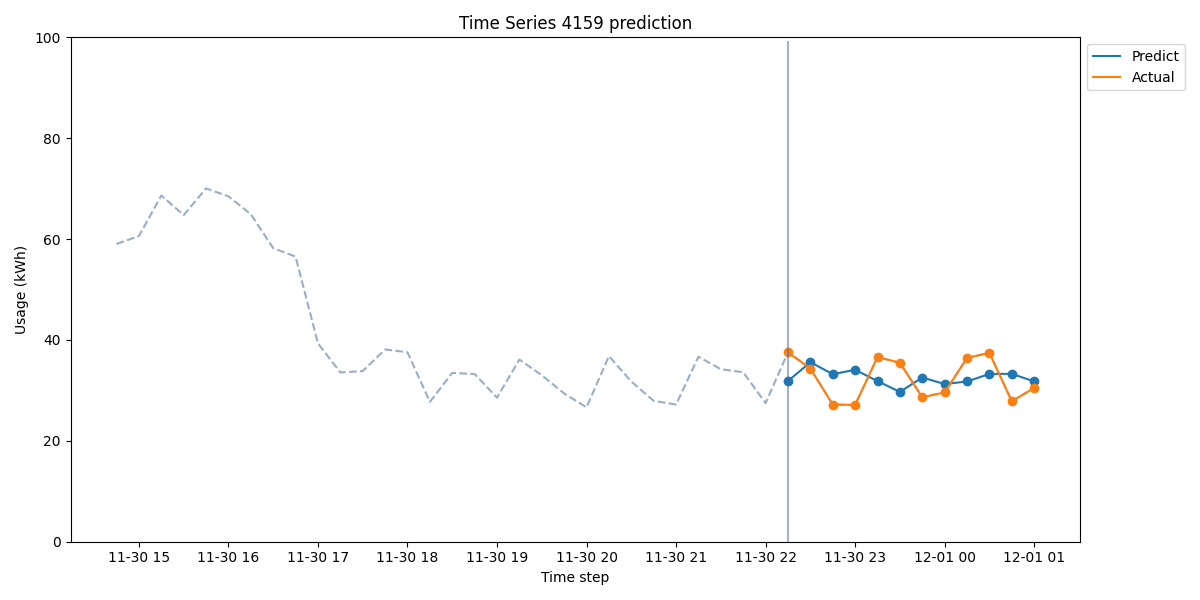 Time Series 4159 prediction
Predict
Actual
Usage (kWh)
100
80
60
40
20
0
11-30 15 11-30 16 11-30 17 11-30 18 11-30 19 11-30 20 11-30 21 11-30 22 11-30 23 12-01 00 12-01 01
Time step